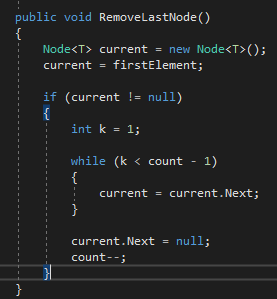 public void RemoveLastNode()
{
Node<T> current = new Node<T>();
current = firstElement;
if (current != null)
{
int k = 1;
while (k < count - 1)
{
current = current.Next;
}
current.Next = null;
count--;
}
}